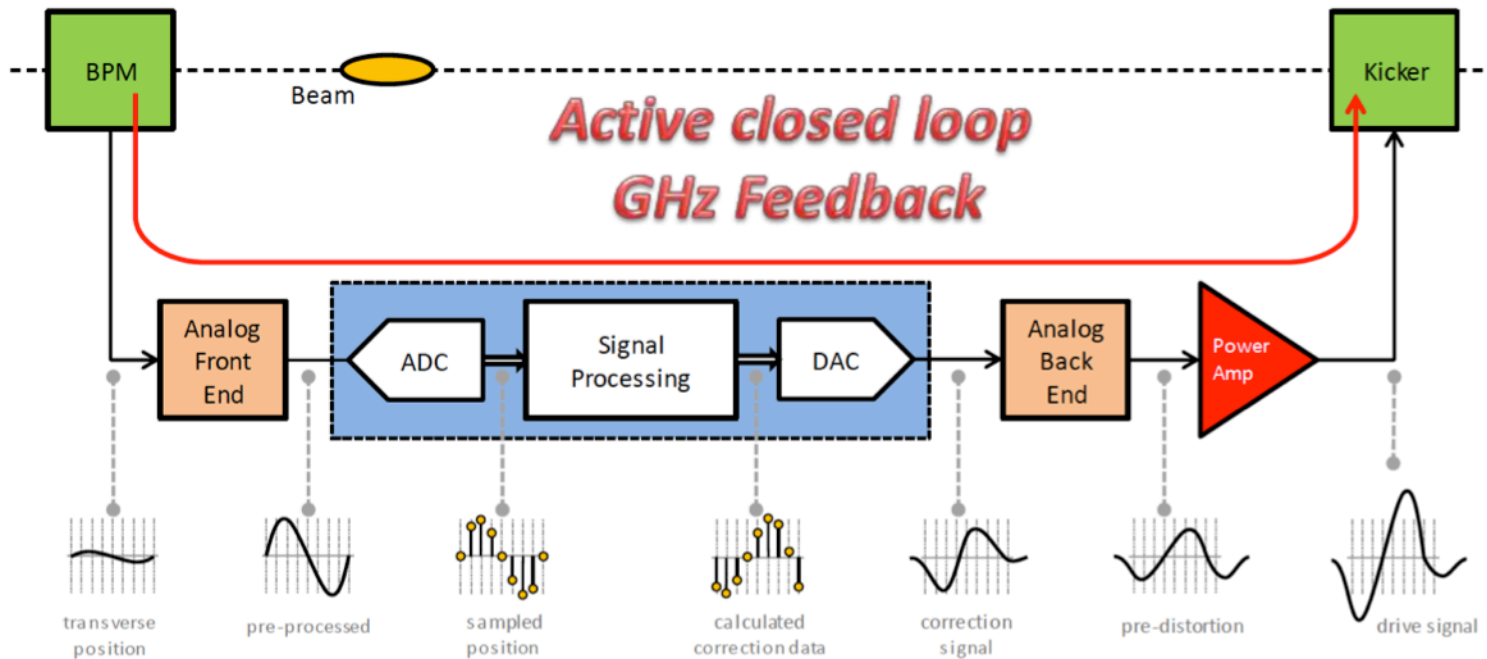 BPM
Beam
Kicker
Active closed loop
GHz Feedback
Analog
Front
End
ADC
Signal
Processing
DAC
Analog
Back
End
Power
Amp
transverse
position
pre-processed
sampled
position
calculated
correction data
correction
signal
pre-distortion
drive signal